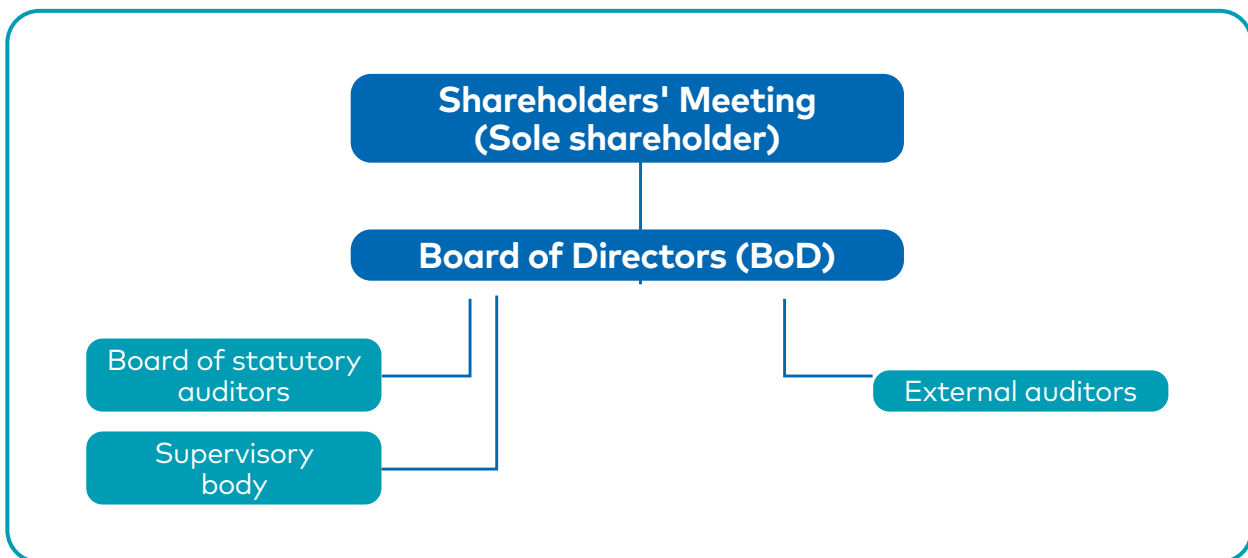 Shareholders' Meeting
(Sole shareholder)
Board of Directors (BoD)
Board of statutory
auditors
External auditors
Supervisory
body